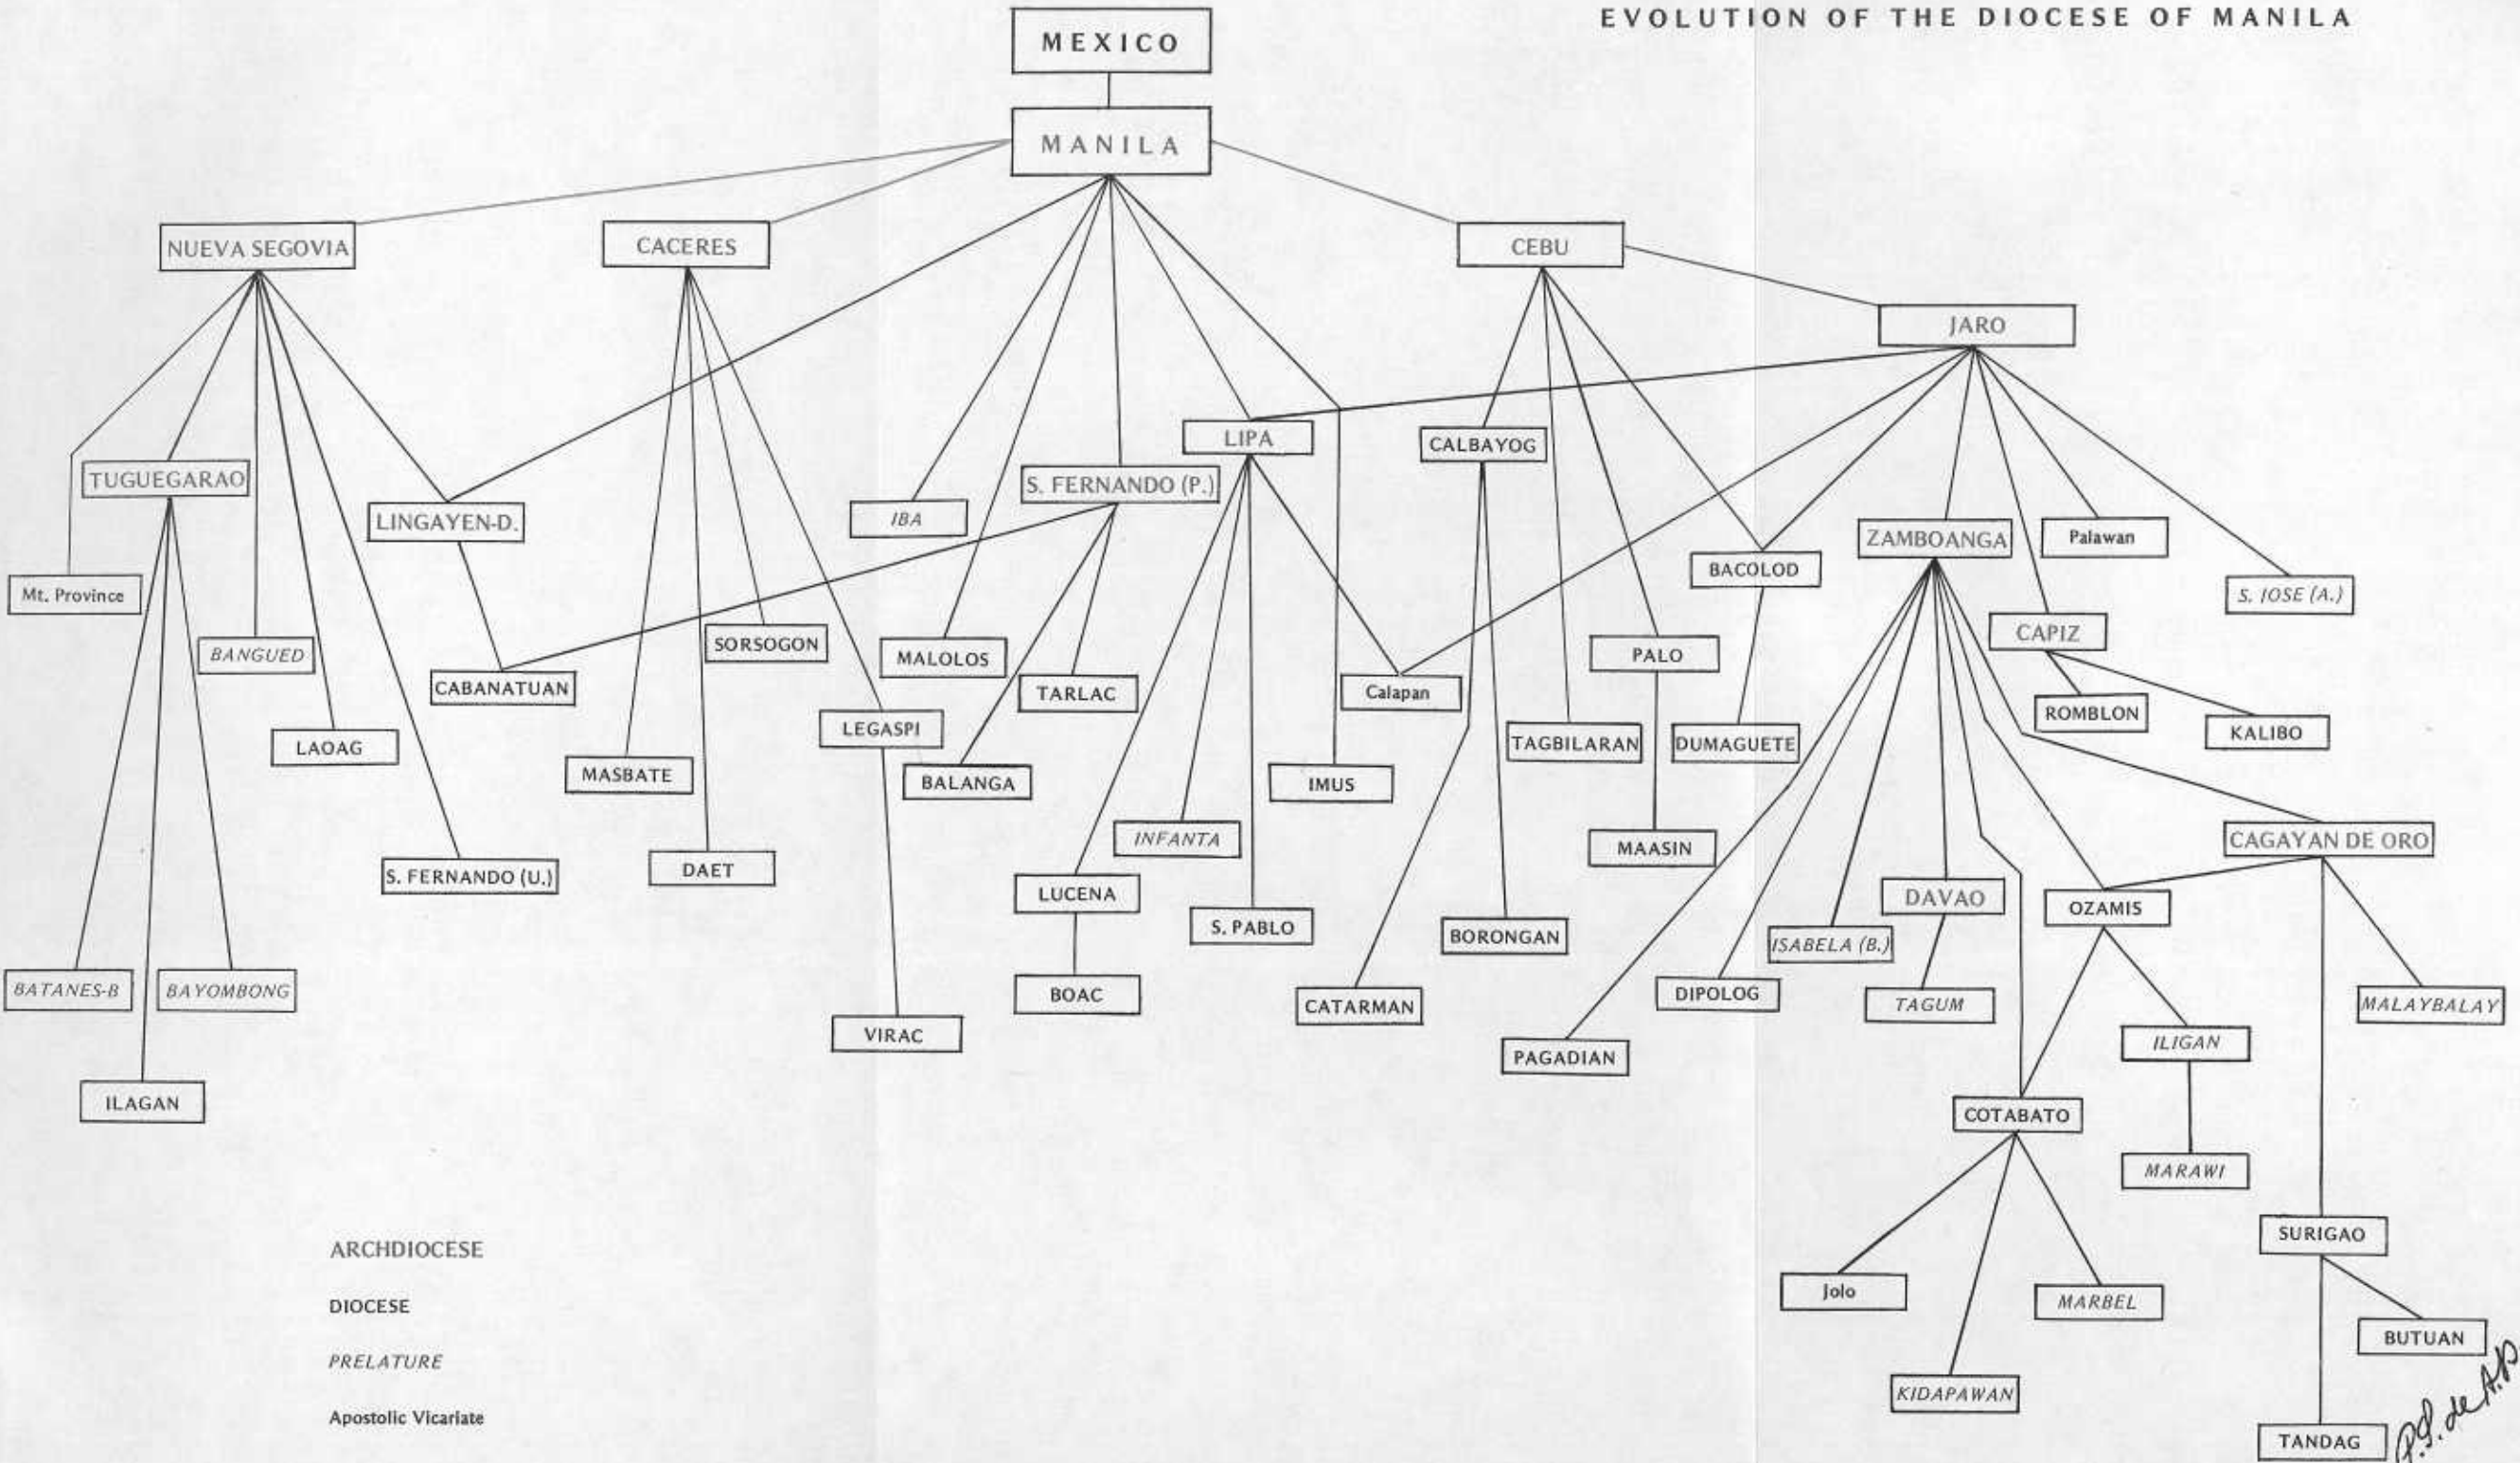 EVOLUTION OF THE DIOCESE OF MANILA
MEXICO
MANILA
NUEVA SEGOVIA
CACERES
CEBU
JARO
LIPA
CALBAYOG
TUGUEGARAO
S. FERNANDO (P.)
LINGAYEN-D.
IBA
ZAMBOANGA
Palawan
BACOLOD
Mt. Province
S. JOSE (A.)
BANGUED
SORSOGON
MALOLOS
PALO
CAPIZ
CABANATUAN
TARLAC
Calapan
ROMBLON
KALIBO
LAOAG
LEGASPI
TAGBILARAN
DUMAGUETE
MASBATE
BALANGA
IMUS
INFANTA
MAASIN
CAGAYAN DE ORO
S. FERNANDO (U.)
DAET
LUCENA
DAVAO
OZAMIS
S. PABLO
BORONGAN
ISABELA (B.)
BATANES-B
BAYOMBONG
BOAC
CATARMAN
DIPOLOG
TAGUM
MALAYBALAY
VIRAC
PAGADIAN
ILIGAN
ILAGAN
COTABATO
MARAWI
SURIGAO
Jolo
MARBEL
BUTUAN
KIDAPAWAN
TANDAG
ARCHDIOCESE
DIOCESE
PRELATURE
Apostolic Vicariate